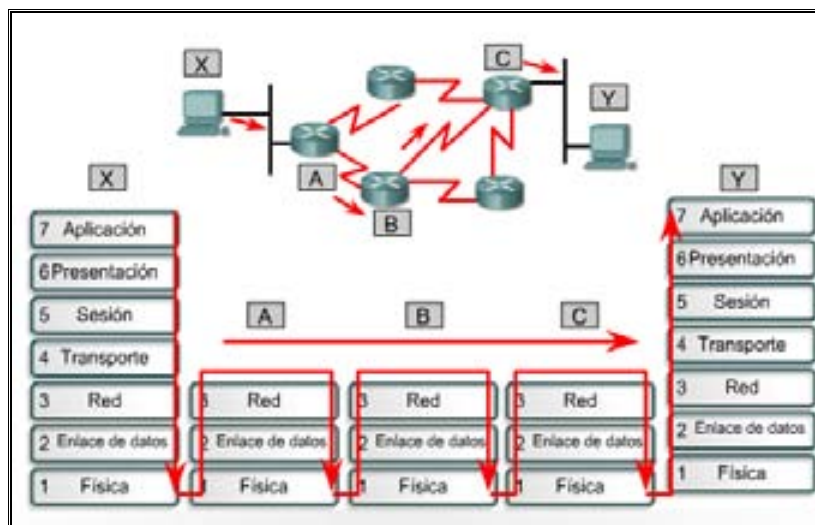 X
C
Y
A
B
X
7 Aplicación
6 Presentación
5 Sesión
4 Transporte
3 Red
2 Enlace de datos
1 Física
A
3 Red
2 Enlace de datos
1 Física
B
3 Red
2 Enlace de datos
1 Física
C
3 Red
2 Enlace de datos
1 Física
Y
7 Aplicación
6 Presentación
5 Sesión
4 Transporte
3 Red
2 Enlace de datos
1 Física